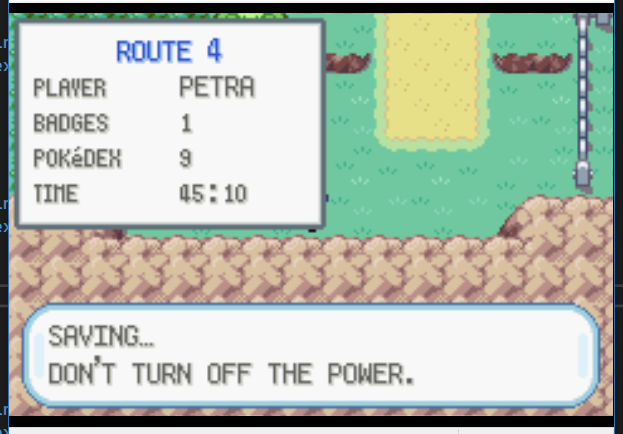 ROUTE 4
PLAYER PETRA
BADGES 1
POKéDEX 9
TIME 45:10
SAVING...
DON'T TURN OFF THE POWER.